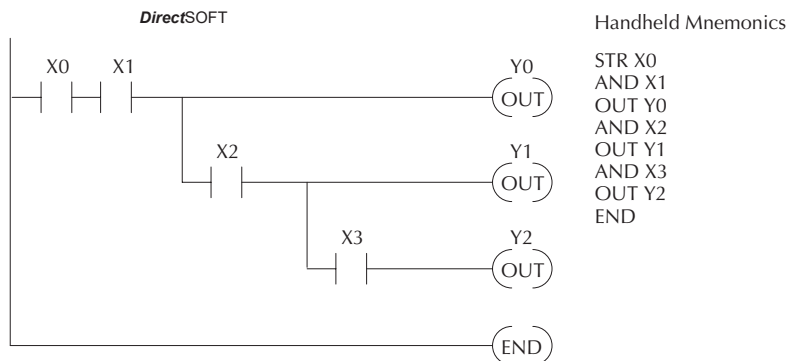 DirectSOFT
Handheld Mnemonics
X0 X1 Y0
OUT
X2 Y1
OUT
X3 Y2
OUT
END
STR X0
AND X1
OUT Y0
AND X2
OUT Y1
AND X3
OUT Y2
END